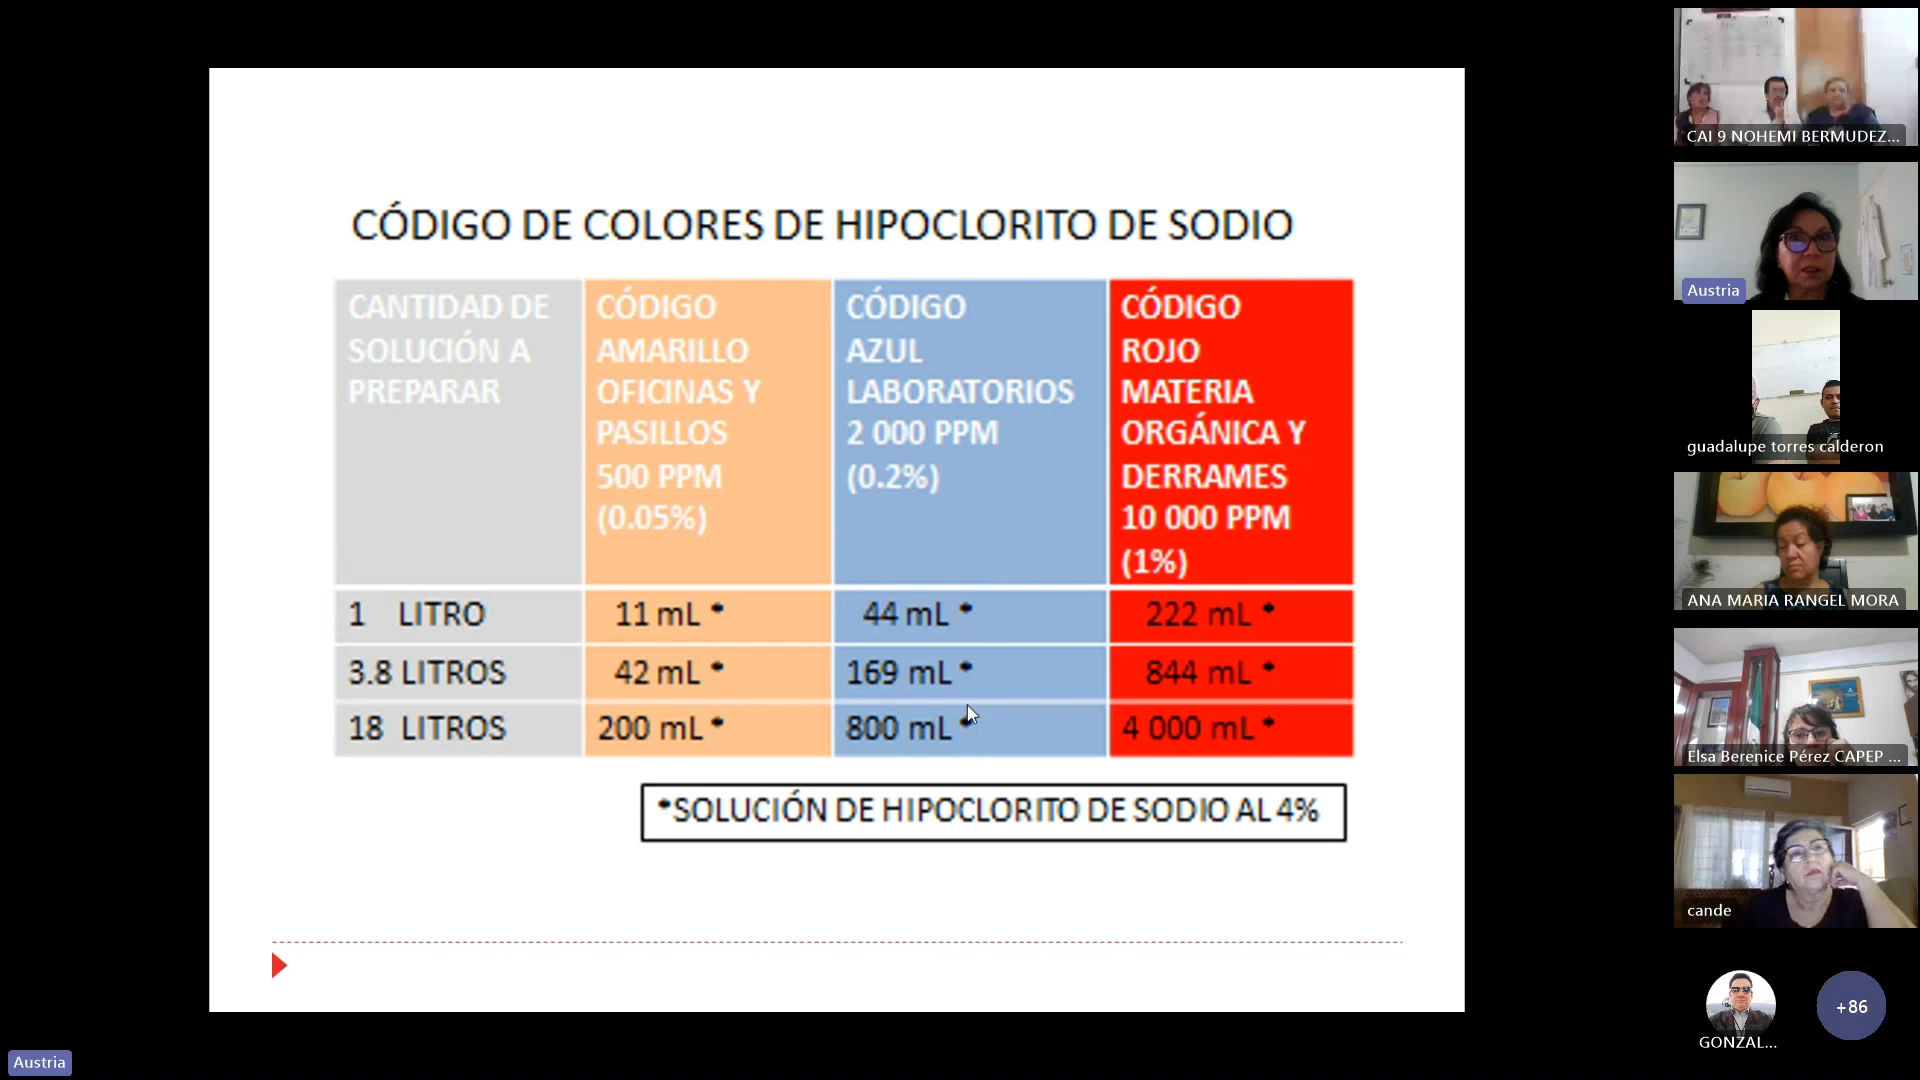 CÓDIGO DE COLORES DE HIPOCLORITO DE SODIO
CANTIDAD DE
SOLUCIÓN A
PREPARAR
CÓDIGO
AMARILLO
OFICINAS Y
PASILLOS
500 PPM
(0.05%)
CÓDIGO
AZUL
LABORATORIOS
2 000 PPM
(0.2%)
CÓDIGO
ROJO
MATERIA
ORGÁNICA Y
DERRAMES
10 000 PPM
(1%)
1 LITRO 11 mL * 44 mL * 222 mL *
3.8 LITROS 42 mL * 169 mL * 844 mL *
18 LITROS 200 mL * 800 mL * 4 000 mL *
*SOLUCIÓN DE HIPOCLORITO DE SODIO AL 4%
CAI 9 NOHEMI BERMUDEZ...
Austria
guadalupe torres calderon
ANA MARIA RANGEL MORA
Elsa Berenice Pérez CAPEP ...
cande
GONZAL...
+86
Austria